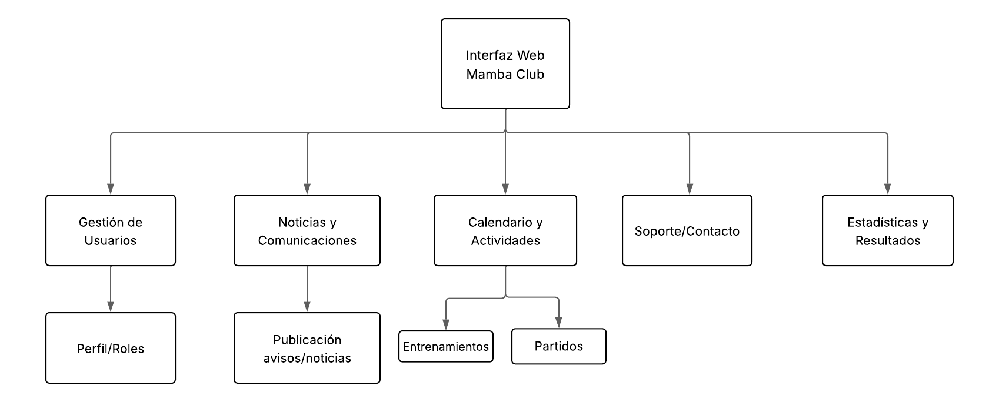 Interfaz Web
Mamba Club
Gestión de
Usuarios
Noticias y
Comunicaciones
Calendario y
Actividades
Soporte/Contacto
Estadísticas y
Resultados
Perfil/Roles
Publicación
avisos/noticias
Entrenamientos
Partidos